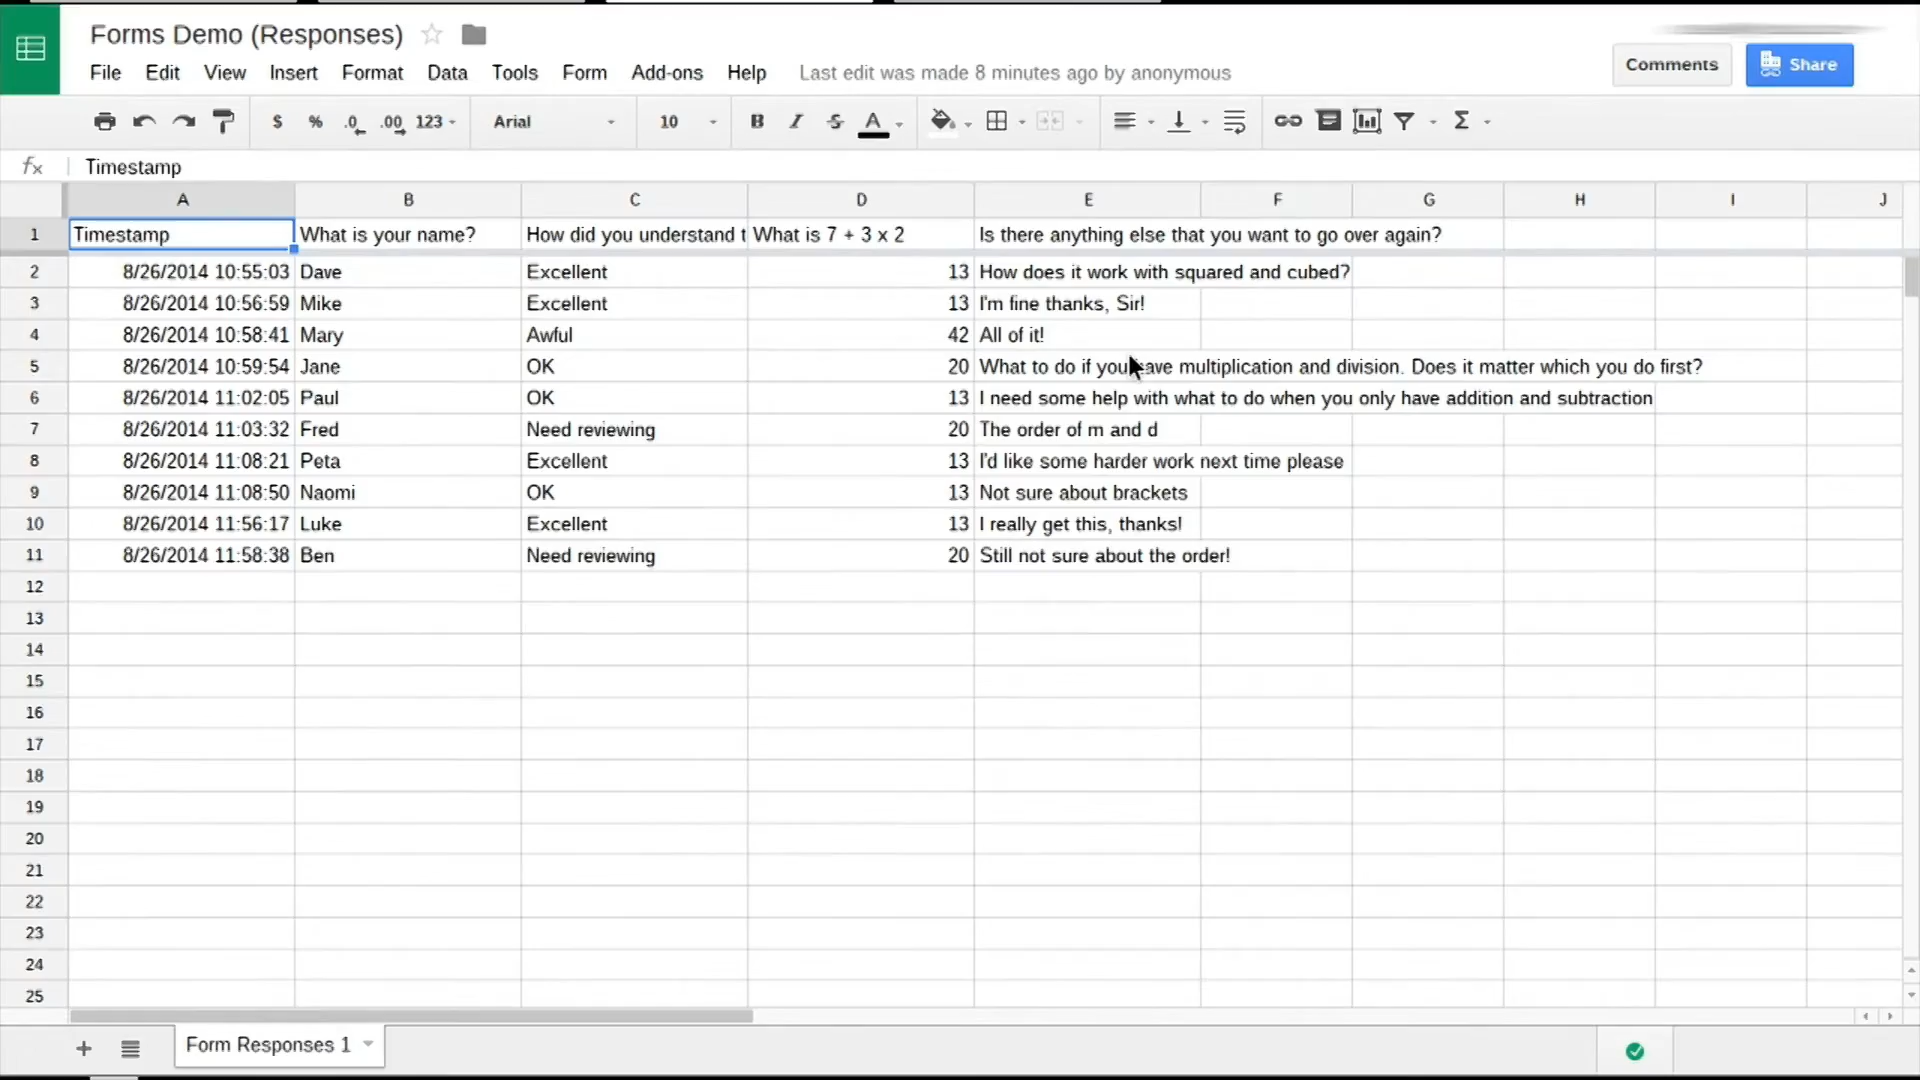 Forms Demo (Responses)
File Edit View Insert Format Data Tools Form Add-ons Help Last edit was made 8 minutes ago by anonymous
Comments Share
$ % .0 .00 123 Arial 10 B I S A Σ
fx Timestamp
A B C D E F G H I J
1 Timestamp What is your name? How did you understand t What is 7 + 3 x 2 Is there anything else that you want to go over again?
2 8/26/2014 10:55:03 Dave Excellent 13 How does it work with squared and cubed?
3 8/26/2014 10:56:59 Mike Excellent 13 I'm fine thanks, Sir!
4 8/26/2014 10:58:41 Mary Awful 42 All of it!
5 8/26/2014 10:59:54 Jane OK 20 What to do if you have multiplication and division. Does it matter which you do first?
6 8/26/2014 11:02:05 Paul OK 13 I need some help with what to do when you only have addition and subtraction
7 8/26/2014 11:03:32 Fred Need reviewing 20 The order of m and d
8 8/26/2014 11:08:21 Peta Excellent 13 I'd like some harder work next time please
9 8/26/2014 11:08:50 Naomi OK 13 Not sure about brackets
10 8/26/2014 11:56:17 Luke Excellent 13 I really get this, thanks!
11 8/26/2014 11:58:38 Ben Need reviewing 20 Still not sure about the order!
12
13
14
15
16
17
18
19
20
21
22
23
24
25
+ Form Responses 1